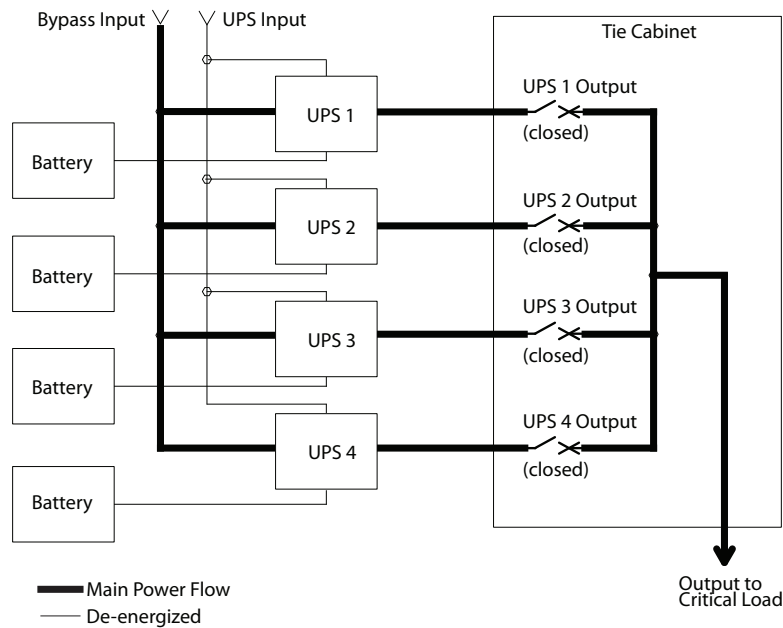 Bypass Input
UPS Input
Tie Cabinet
UPS 1
UPS 1 Output
(closed)
Battery
UPS 2
UPS 2 Output
(closed)
Battery
UPS 3
UPS 3 Output
(closed)
Battery
UPS 4
UPS 4 Output
(closed)
Battery
Main Power Flow
De-energized
Output to
Critical Load